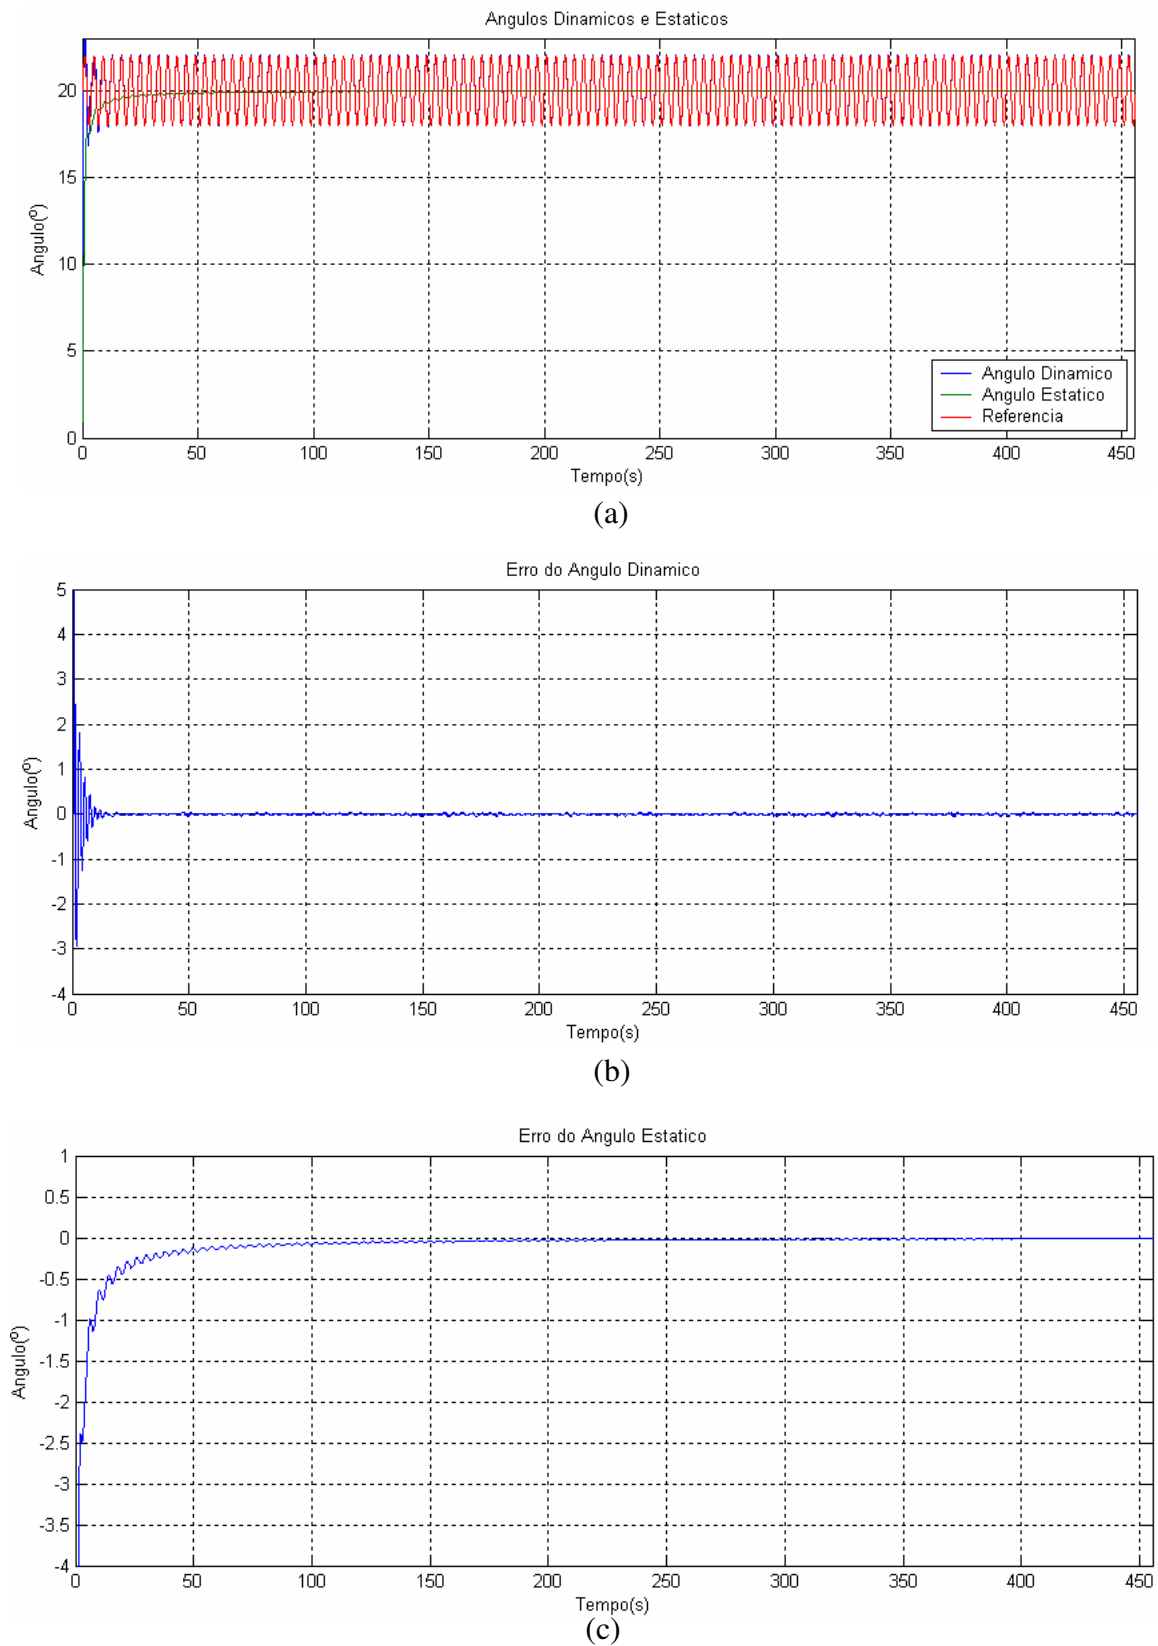 Angulos Dinamicos e Estaticos
20
15
10
5
0
Angulo(º)
Angulo Dinamico
Angulo Estatico
Referencia
0 50 100 150 200 250 300 350 400 450
Tempo(s)
(a)
Erro do Angulo Dinamico
5
4
3
2
1
0
-1
-2
-3
-4
Angulo(º)
0 50 100 150 200 250 300 350 400 450
Tempo(s)
(b)
Erro do Angulo Estatico
1
0.5
0
-0.5
-1
-1.5
-2
-2.5
-3
-3.5
-4
Angulo(º)
0 50 100 150 200 250 300 350 400 450
Tempo(s)
(c)